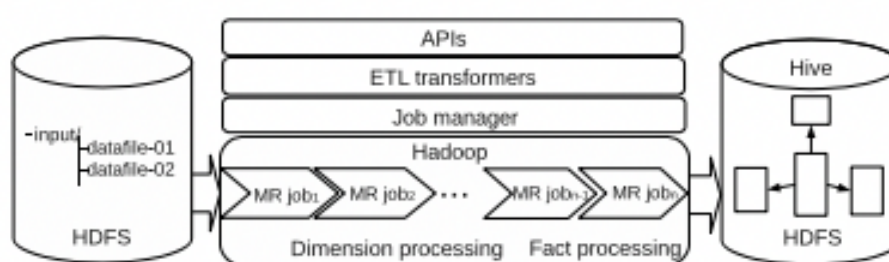 APIs
ETL transformers
Job manager
Hadoop
-input/
datafile-01
datafile-02
HDFS
MR job1
MR job2
...
MR jobn-1
MR jobn
Dimension processing
Fact processing
Hive
HDFS